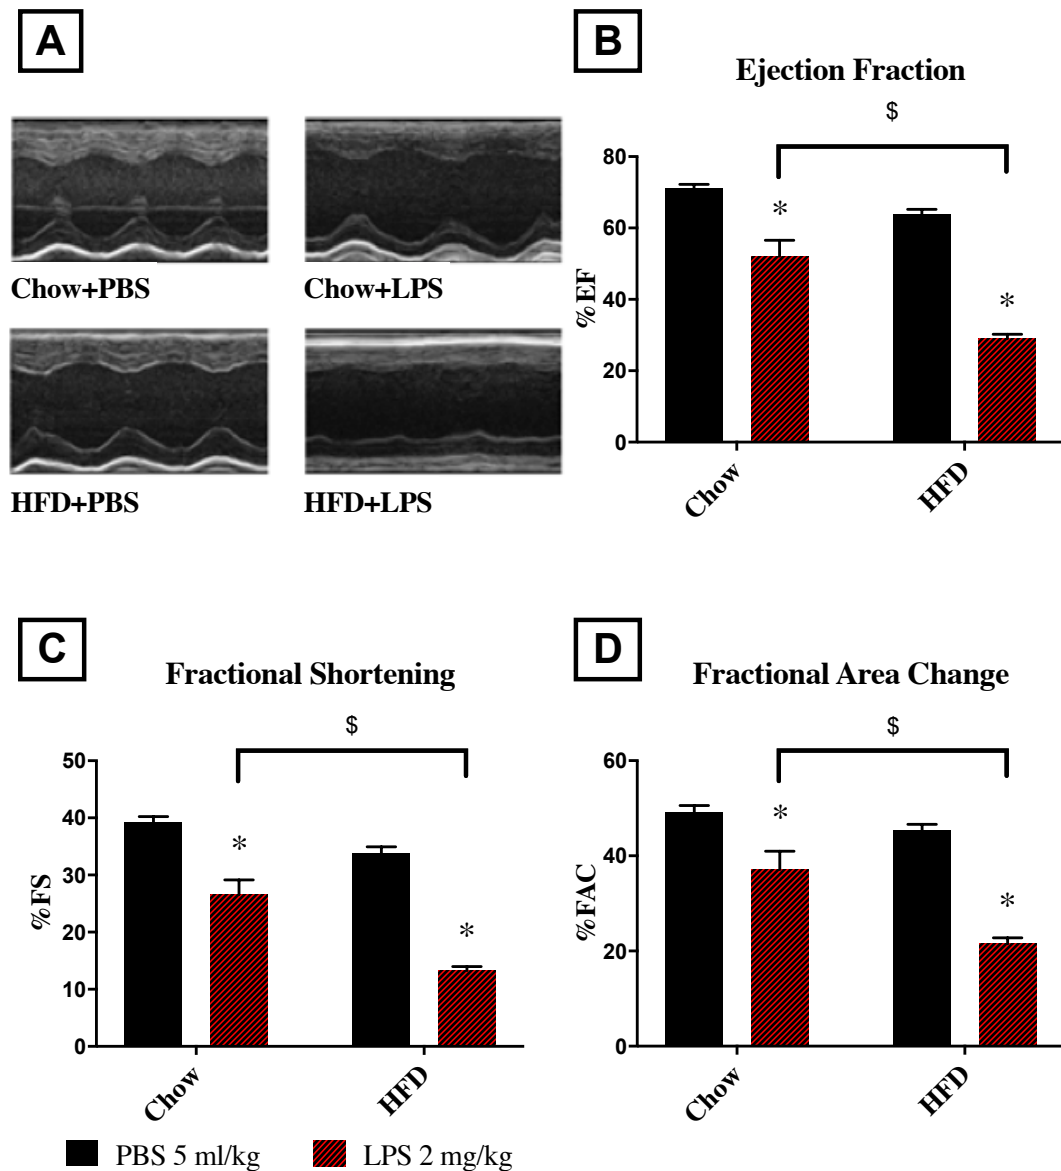 A
Chow+PBS
Chow+LPS
HFD+PBS
HFD+LPS
B
Ejection Fraction
$
80
60
40
20
0
%EF
*
*
Chow
HFD
C
Fractional Shortening
$
50
40
30
20
10
0
%FS
*
*
Chow
HFD
D
Fractional Area Change
$
60
40
20
0
%FAC
*
*
Chow
HFD
PBS 5 ml/kg
LPS 2 mg/kg